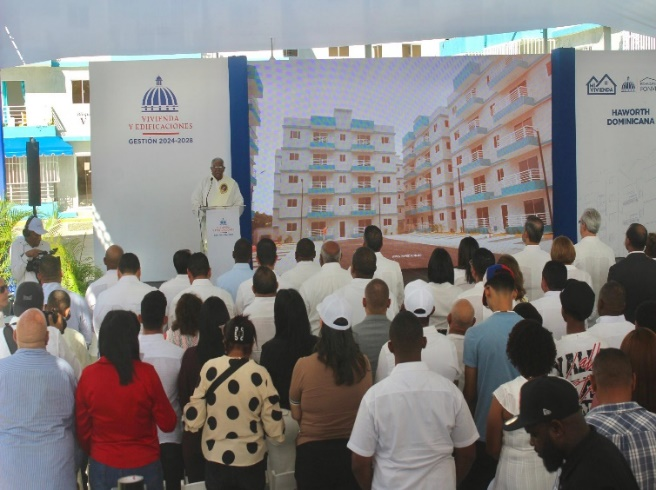 VIVIENDA
Y EDIFICACIONES
GESTIÓN 2024-2028
VIVIENDA
HAWORTH
DOMINICANA